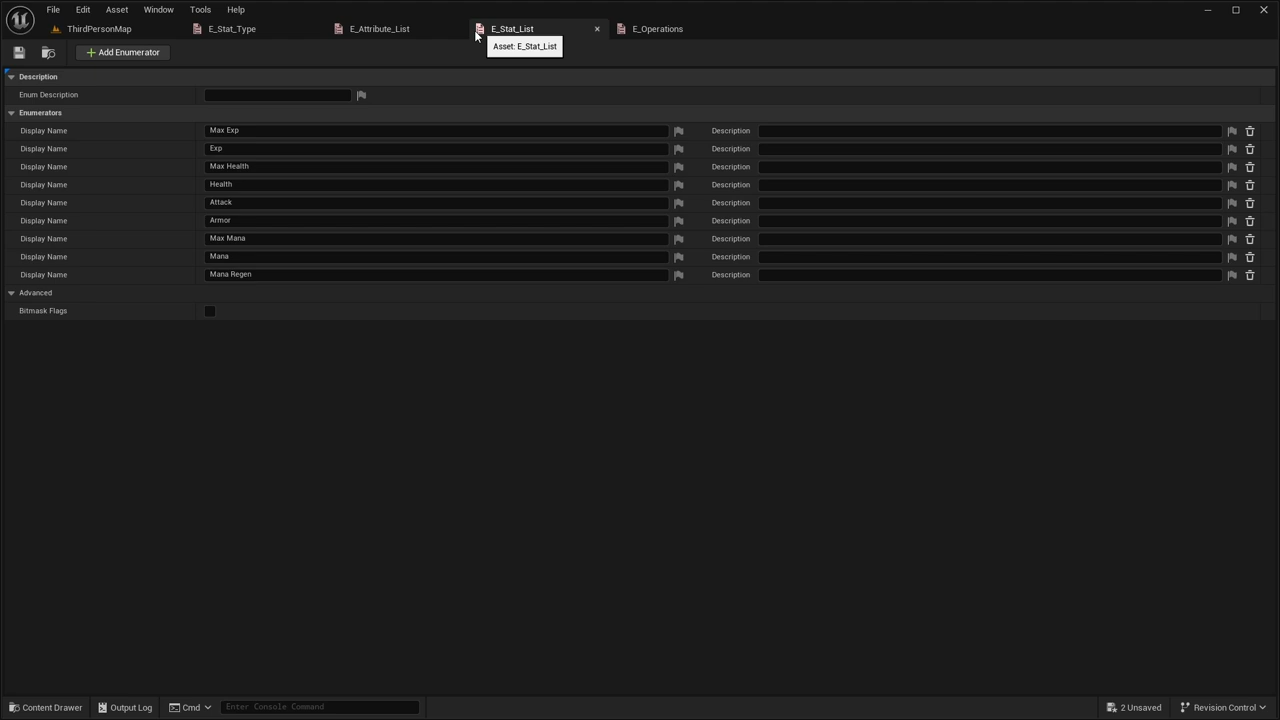 File Edit Asset Window Tools Help
ThirdPersonMap E_Stat_Type E_Attribute_List E_Stat_List E_Operations
Asset: E_Stat_List
Add Enumerator
Description
Enum Description
Enumerators
Display Name Max Exp Description
Display Name Exp Description
Display Name Max Health Description
Display Name Health Description
Display Name Attack Description
Display Name Armor Description
Display Name Max Mana Description
Display Name Mana Description
Display Name Mana Regen Description
Advanced
Bitmask Flags
Content Drawer Output Log Cmd Enter Console Command 2 Unsaved Revision Control